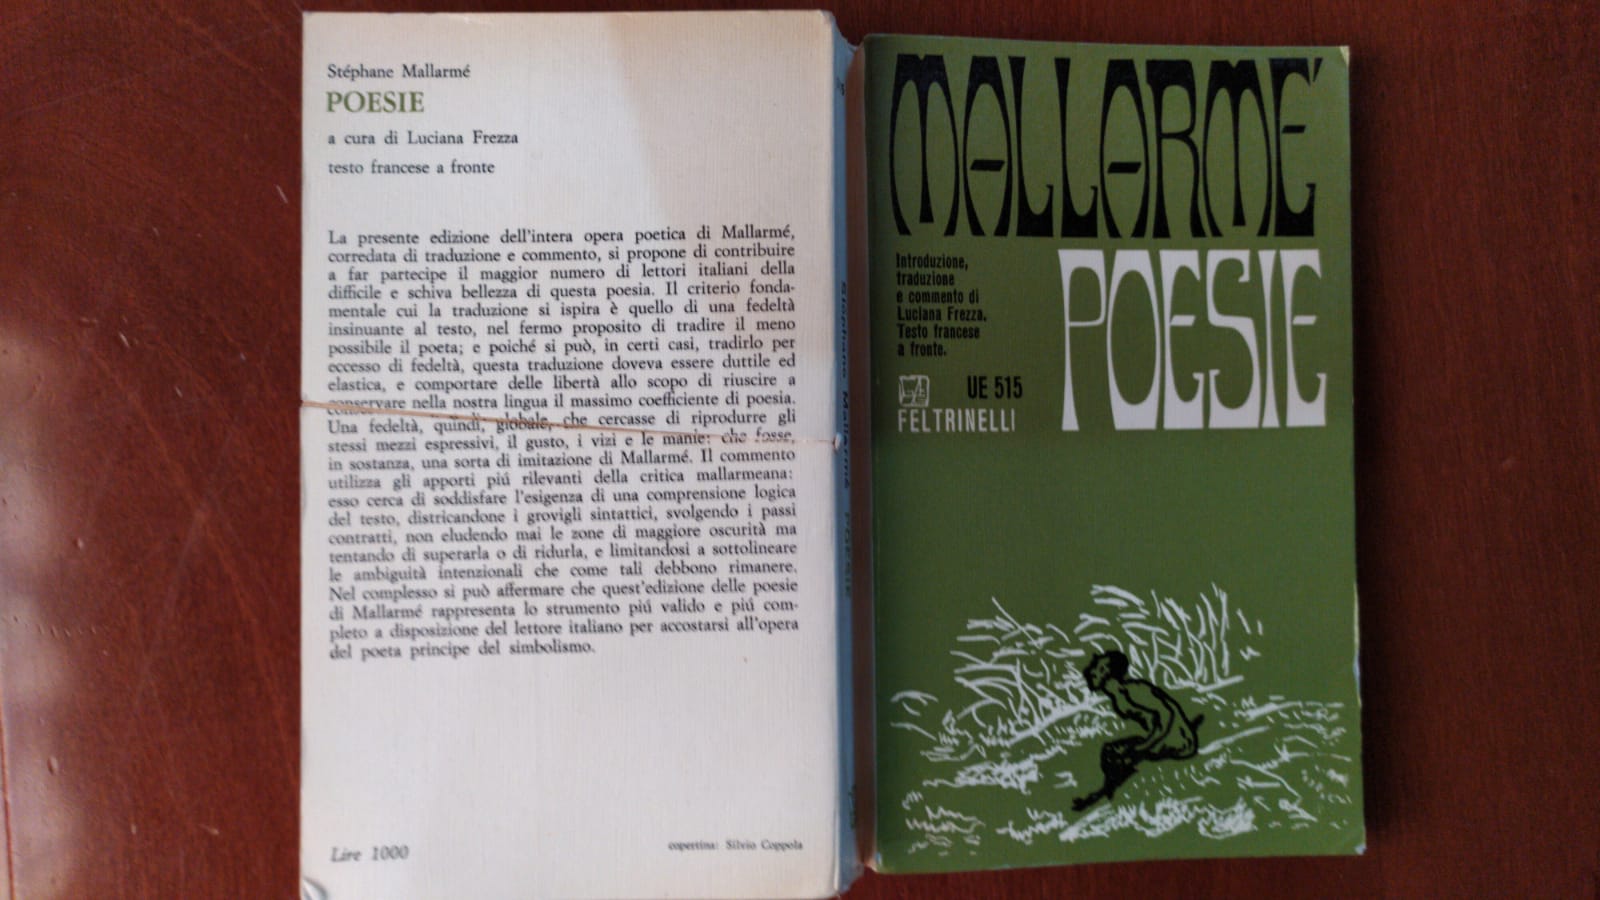 Stéphane Mallarmé
POESIE
a cura di Luciana Frezza
testo francese a fronte
La presente edizione dell'intera opera poetica di Mallarmé,
corredata di traduzione e commento, si propone di contribuire
a far partecipe il maggior numero di lettori italiani della
difficile e schiva bellezza di questa poesia. Il criterio fonda-
mentale cui la traduzione si ispira è quello di una fedeltà
insinuante al testo, nel fermo proposito di tradire il meno
possibile il poeta; e poiché si può, in certi casi, tradirlo per
eccesso di fedeltà, questa traduzione doveva essere duttile ed
elastica, e comportare delle libertà allo scopo di riuscire a
conservare nella nostra lingua il massimo coefficiente di poesia.
Una fedeltà, quindi, globale, che cercasse di riprodurre gli
stessi mezzi espressivi, il gusto, i vizi e le manie: che fosse,
in sostanza, una sorta di imitazione di Mallarmé. Il commento
utilizza gli apporti piú rilevanti della critica mallarmeana:
esso cerca di soddisfare l'esigenza di una comprensione logica
del testo, districandone i grovigli sintattici, svolgendo i passi
contratti, non eludendo mai le zone di maggiore oscurità ma
tentando di superarla o di ridurla, e limitandosi a sottolineare
le ambiguità intenzionali che come tali debbono rimanere.
Nel complesso si può affermare che quest'edizione delle poesie
di Mallarmé rappresenta lo strumento piú valido e piú com-
pleto a disposizione del lettore italiano per accostarsi all'opera
del poeta principe del simbolismo.
Lire 1000
copertina: Silvio Coppola
Stéphane Mallarmé POESIE
MALLARME'
POESIE
Introduzione,
traduzione
e commento di
Luciana Frezza.
Testo francese
a fronte.
UE 515
FELTRINELLI